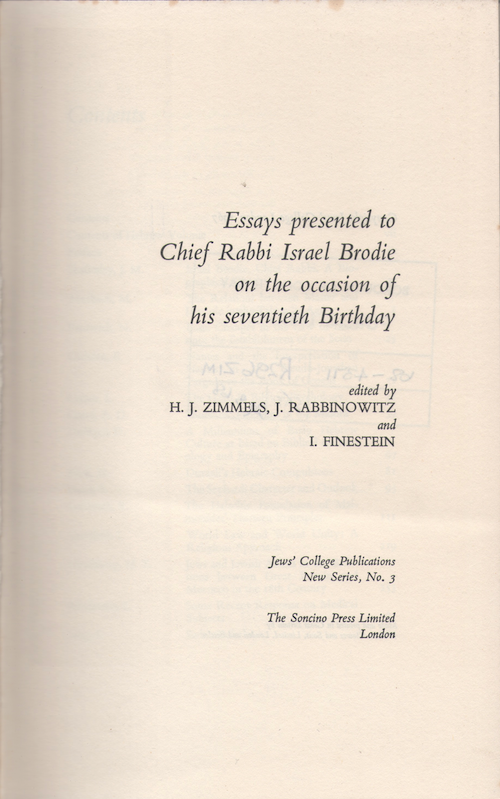 Essays presented to
Chief Rabbi Israel Brodie
on the occasion of
his seventieth Birthday
edited by
H. J. ZIMMELS, J. RABBINOWITZ
and
I. FINESTEIN
Jews' College Publications
New Series, No. 3
The Soncino Press Limited
London